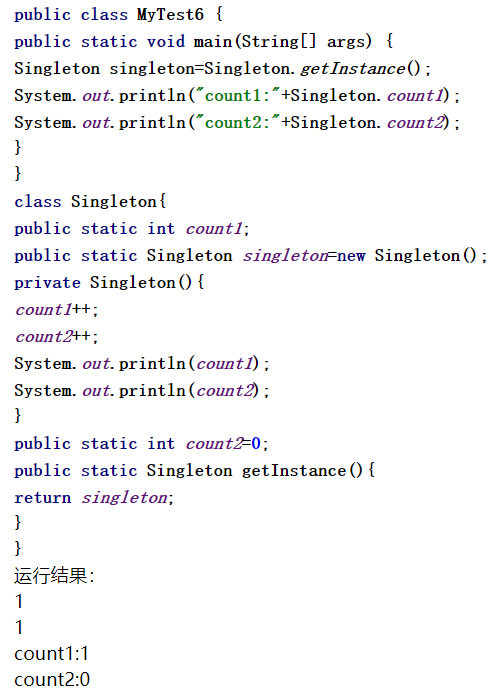 public class MyTest6 {
public static void main(String[] args) {
Singleton singleton=Singleton.getInstance();
System.out.println("count1:"+Singleton.count1);
System.out.println("count2:"+Singleton.count2);
}
}
class Singleton{
public static int count1;
public static Singleton singleton=new Singleton();
private Singleton(){
count1++;
count2++;
System.out.println(count1);
System.out.println(count2);
}
public static int count2=0;
public static Singleton getInstance(){
return singleton;
}
}
运行结果：
1
1
count1:1
count2:0